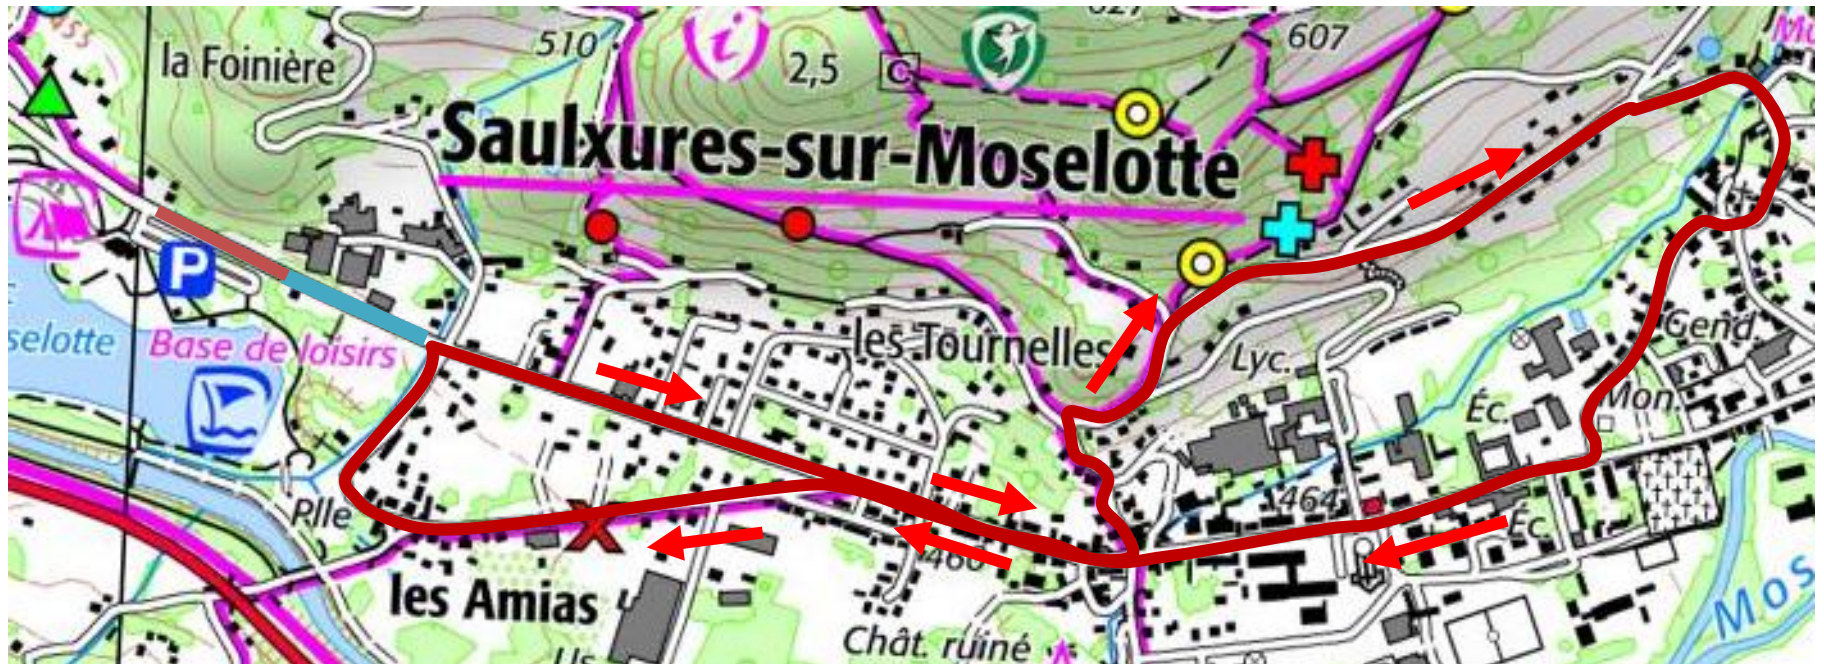 510
607
la Foinière
2,5
C
i
Saulxures-sur-Moselotte
P
selotte
Base de loisirs
les Tournelles
Lyc.
Gend.
Éc.
Mon.
464
Plle
Éc.
460
les Amias
Chât. ruiné
Mos